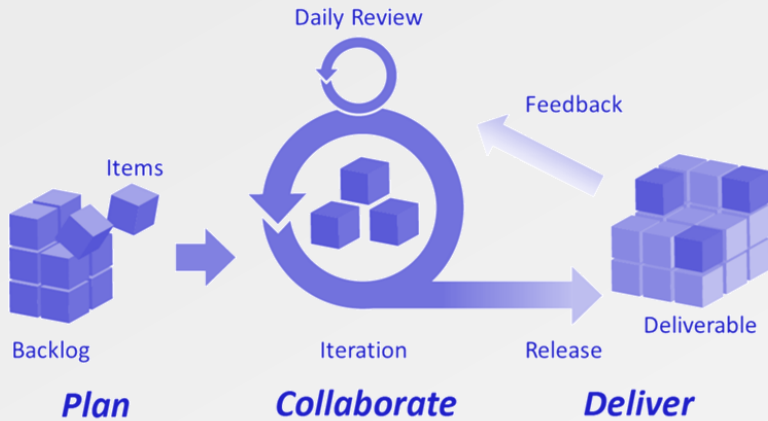 Daily Review
Feedback
Items
Backlog
Iteration
Release
Deliverable
Plan
Collaborate
Deliver